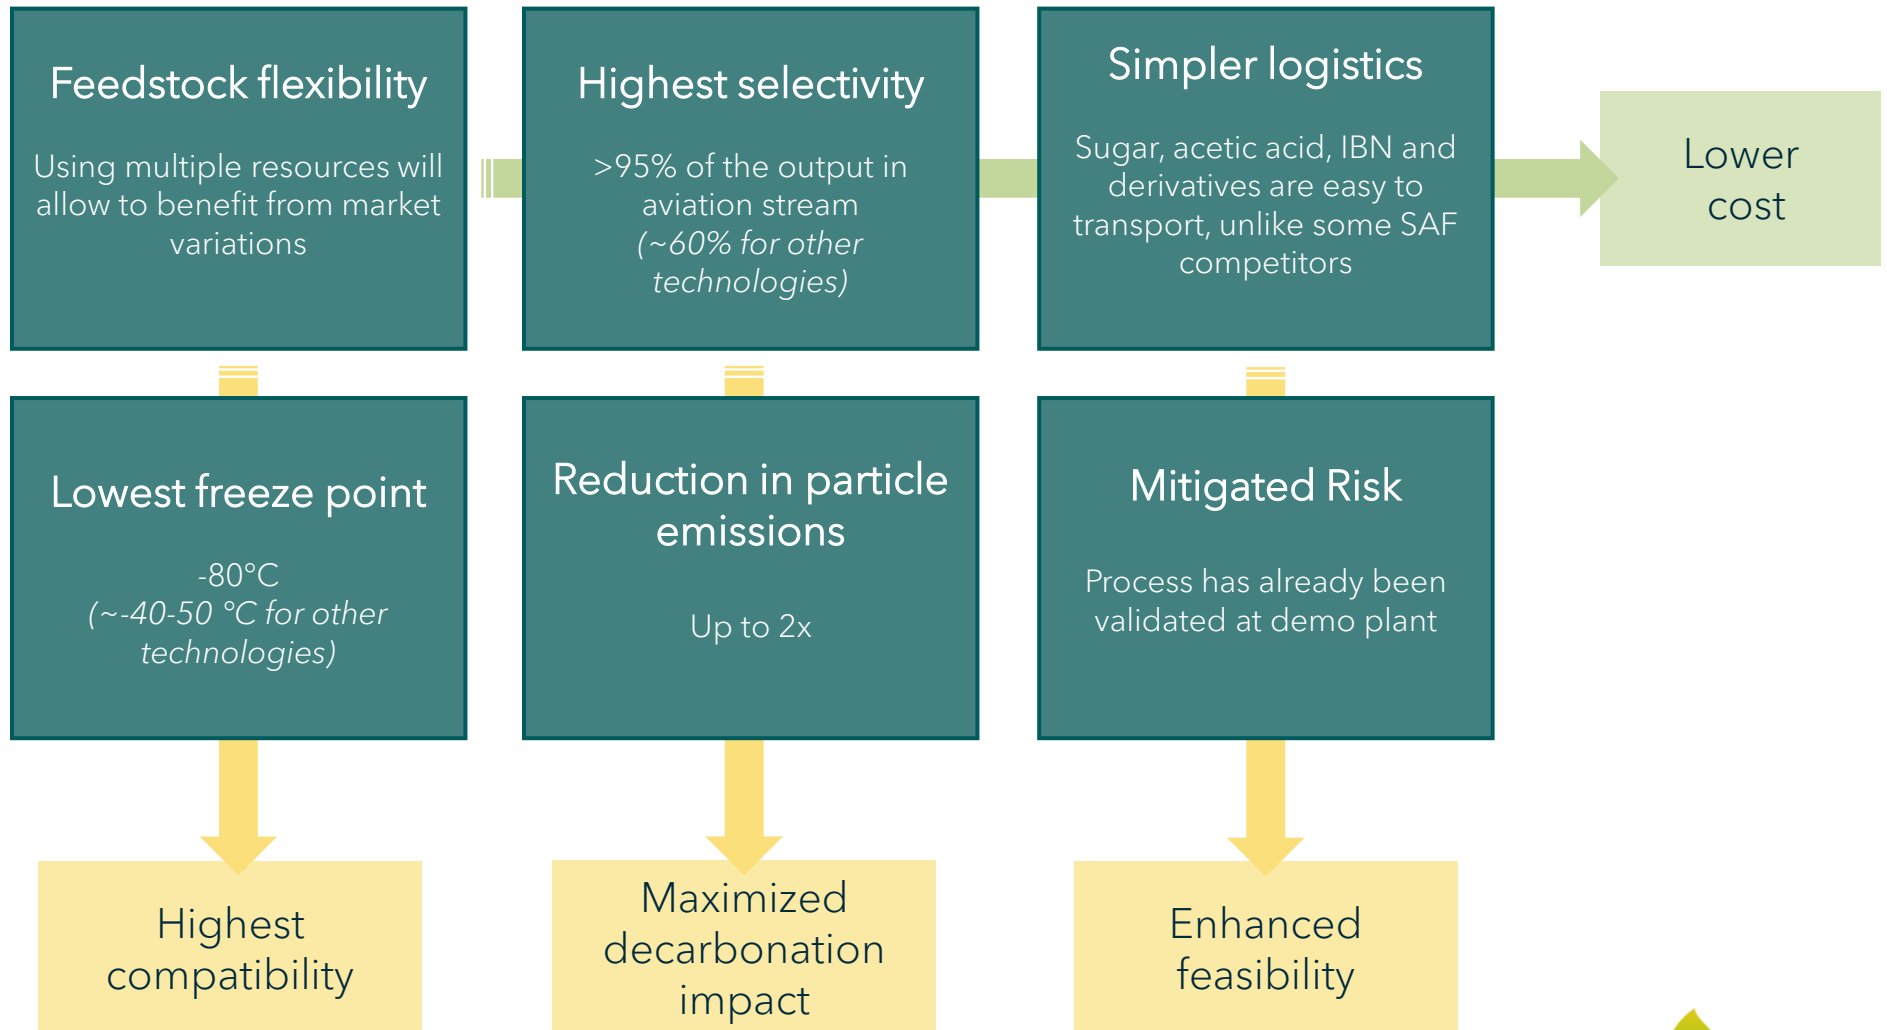 Feedstock flexibility
Using multiple resources will
allow to benefit from market
variations
Highest selectivity
>95% of the output in
aviation stream
(~60% for other
technologies)
Simpler logistics
Sugar, acetic acid, IBN and
derivatives are easy to
transport, unlike some SAF
competitors
Lower
cost
Lowest freeze point
-80°C
(~-40-50 °C for other
technologies)
Reduction in particle
emissions
Up to 2x
Mitigated Risk
Process has already been
validated at demo plant
Highest
compatibility
Maximized
decarbonation
impact
Enhanced
feasibility